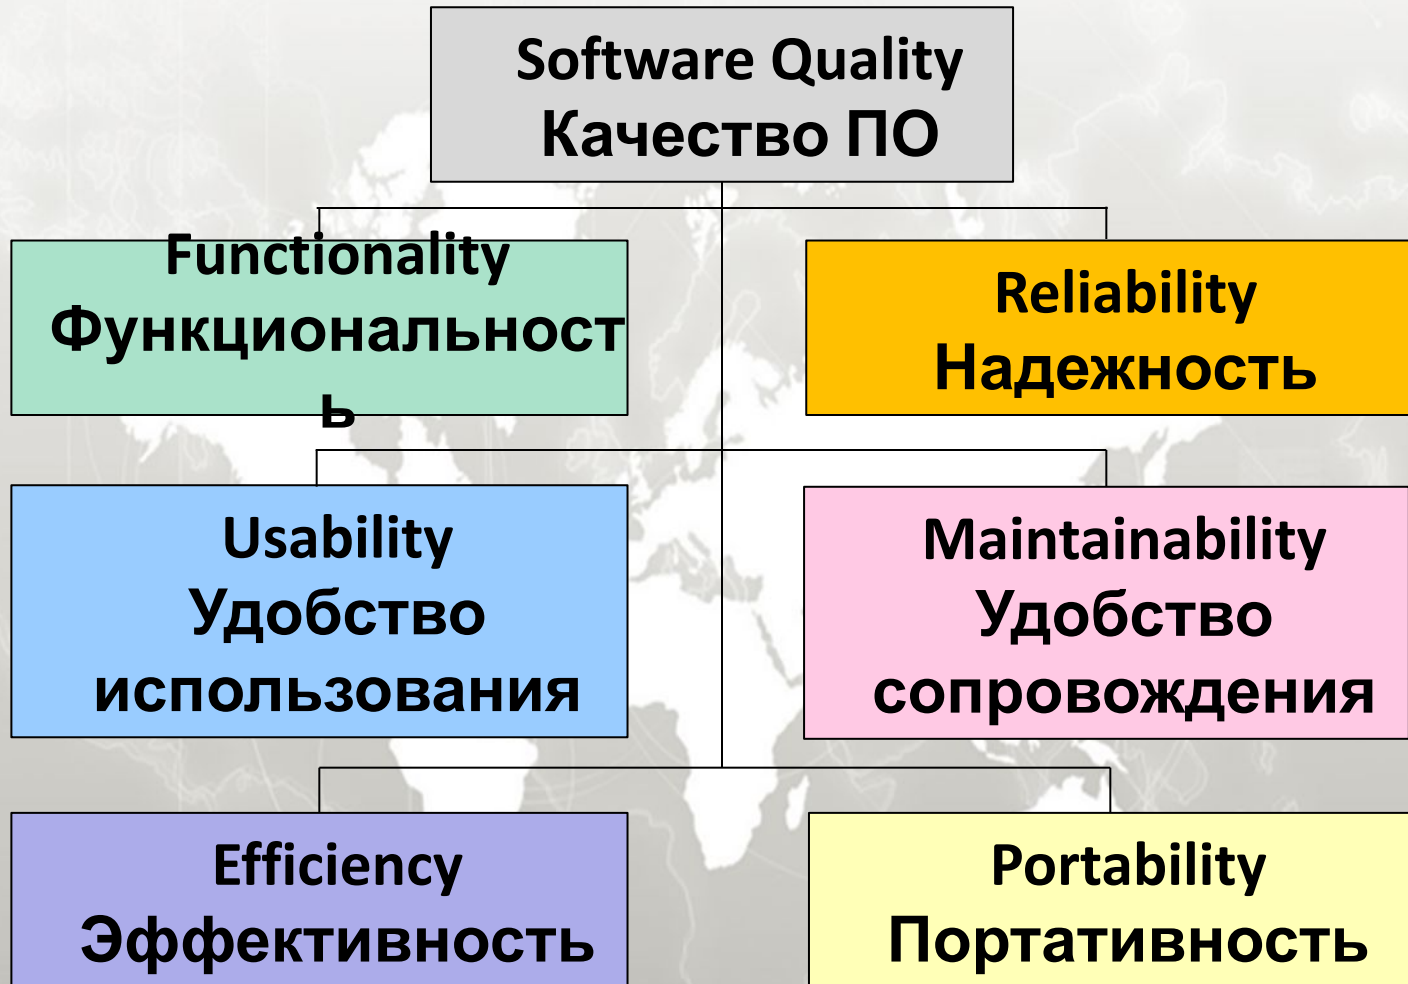 Software Quality
Качество ПО
Functionality
Функциональност
ь
Reliability
Надежность
Usability
Удобство
использования
Maintainability
Удобство
сопровождения
Efficiency
Эффективность
Portability
Портативность